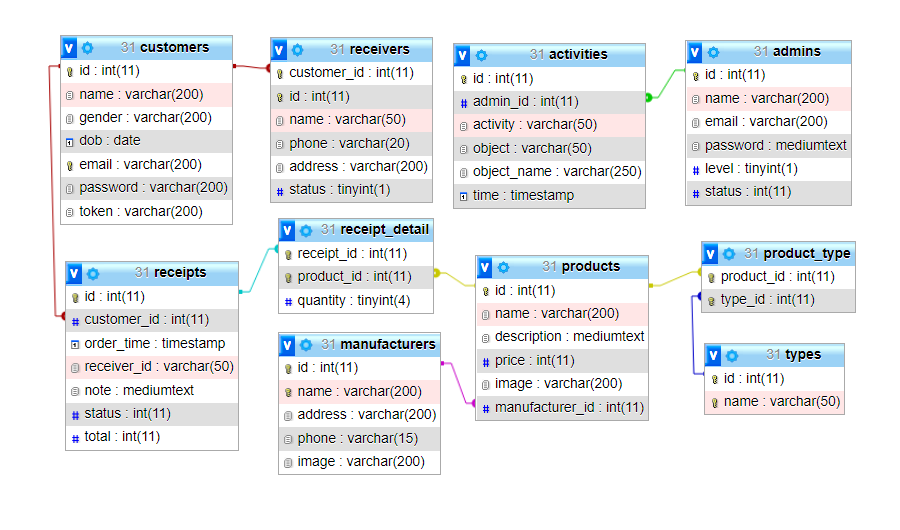 31 customers
id : int(11)
name : varchar(200)
gender : varchar(200)
dob : date
email : varchar(200)
password : varchar(200)
token : varchar(200)
31 receivers
customer_id : int(11)
id : int(11)
name : varchar(50)
phone : varchar(20)
address : varchar(200)
status : tinyint(1)
31 activities
id : int(11)
admin_id : int(11)
activity : varchar(50)
object : varchar(50)
object_name : varchar(250)
time : timestamp
31 admins
id : int(11)
name : varchar(200)
email : varchar(200)
password : mediumtext
level : tinyint(1)
status : int(11)
31 receipts
id : int(11)
customer_id : int(11)
order_time : timestamp
receiver_id : varchar(50)
note : mediumtext
status : int(11)
total : int(11)
31 receipt_detail
receipt_id : int(11)
product_id : int(11)
quantity : tinyint(4)
31 manufacturers
id : int(11)
name : varchar(200)
address : varchar(200)
phone : varchar(15)
image : varchar(200)
31 products
id : int(11)
name : varchar(200)
description : mediumtext
price : int(11)
image : varchar(200)
manufacturer_id : int(11)
31 product_type
product_id : int(11)
type_id : int(11)
31 types
id : int(11)
name : varchar(50)